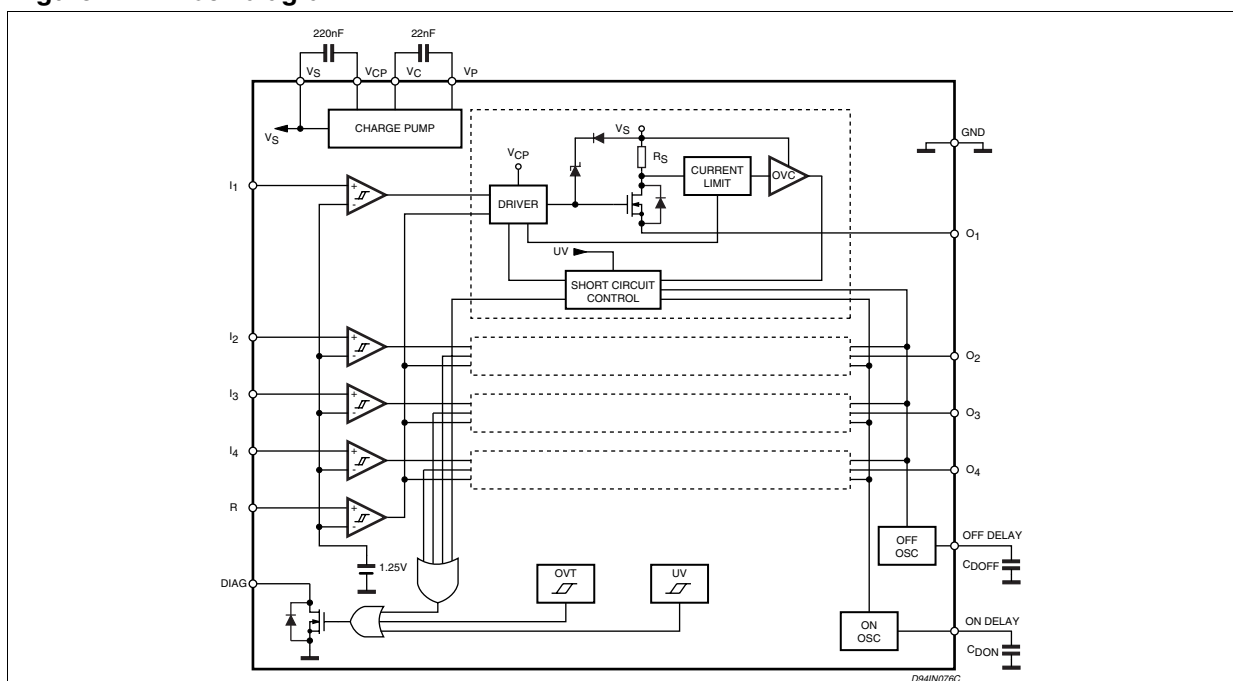 220nF 22nF
VS VCP VC VP
CHARGE PUMP
VS
GND
VS
RS
VCP
CURRENT
LIMIT
OVC
I1
DRIVER
O1
UV
SHORT CIRCUIT
CONTROL
I2
O2
I3
O3
I4
O4
R
OFF
OSC
OFF DELAY
CDOFF
1.25V
DIAG
OVT
UV
ON
OSC
ON DELAY
CDON
D94IN076C